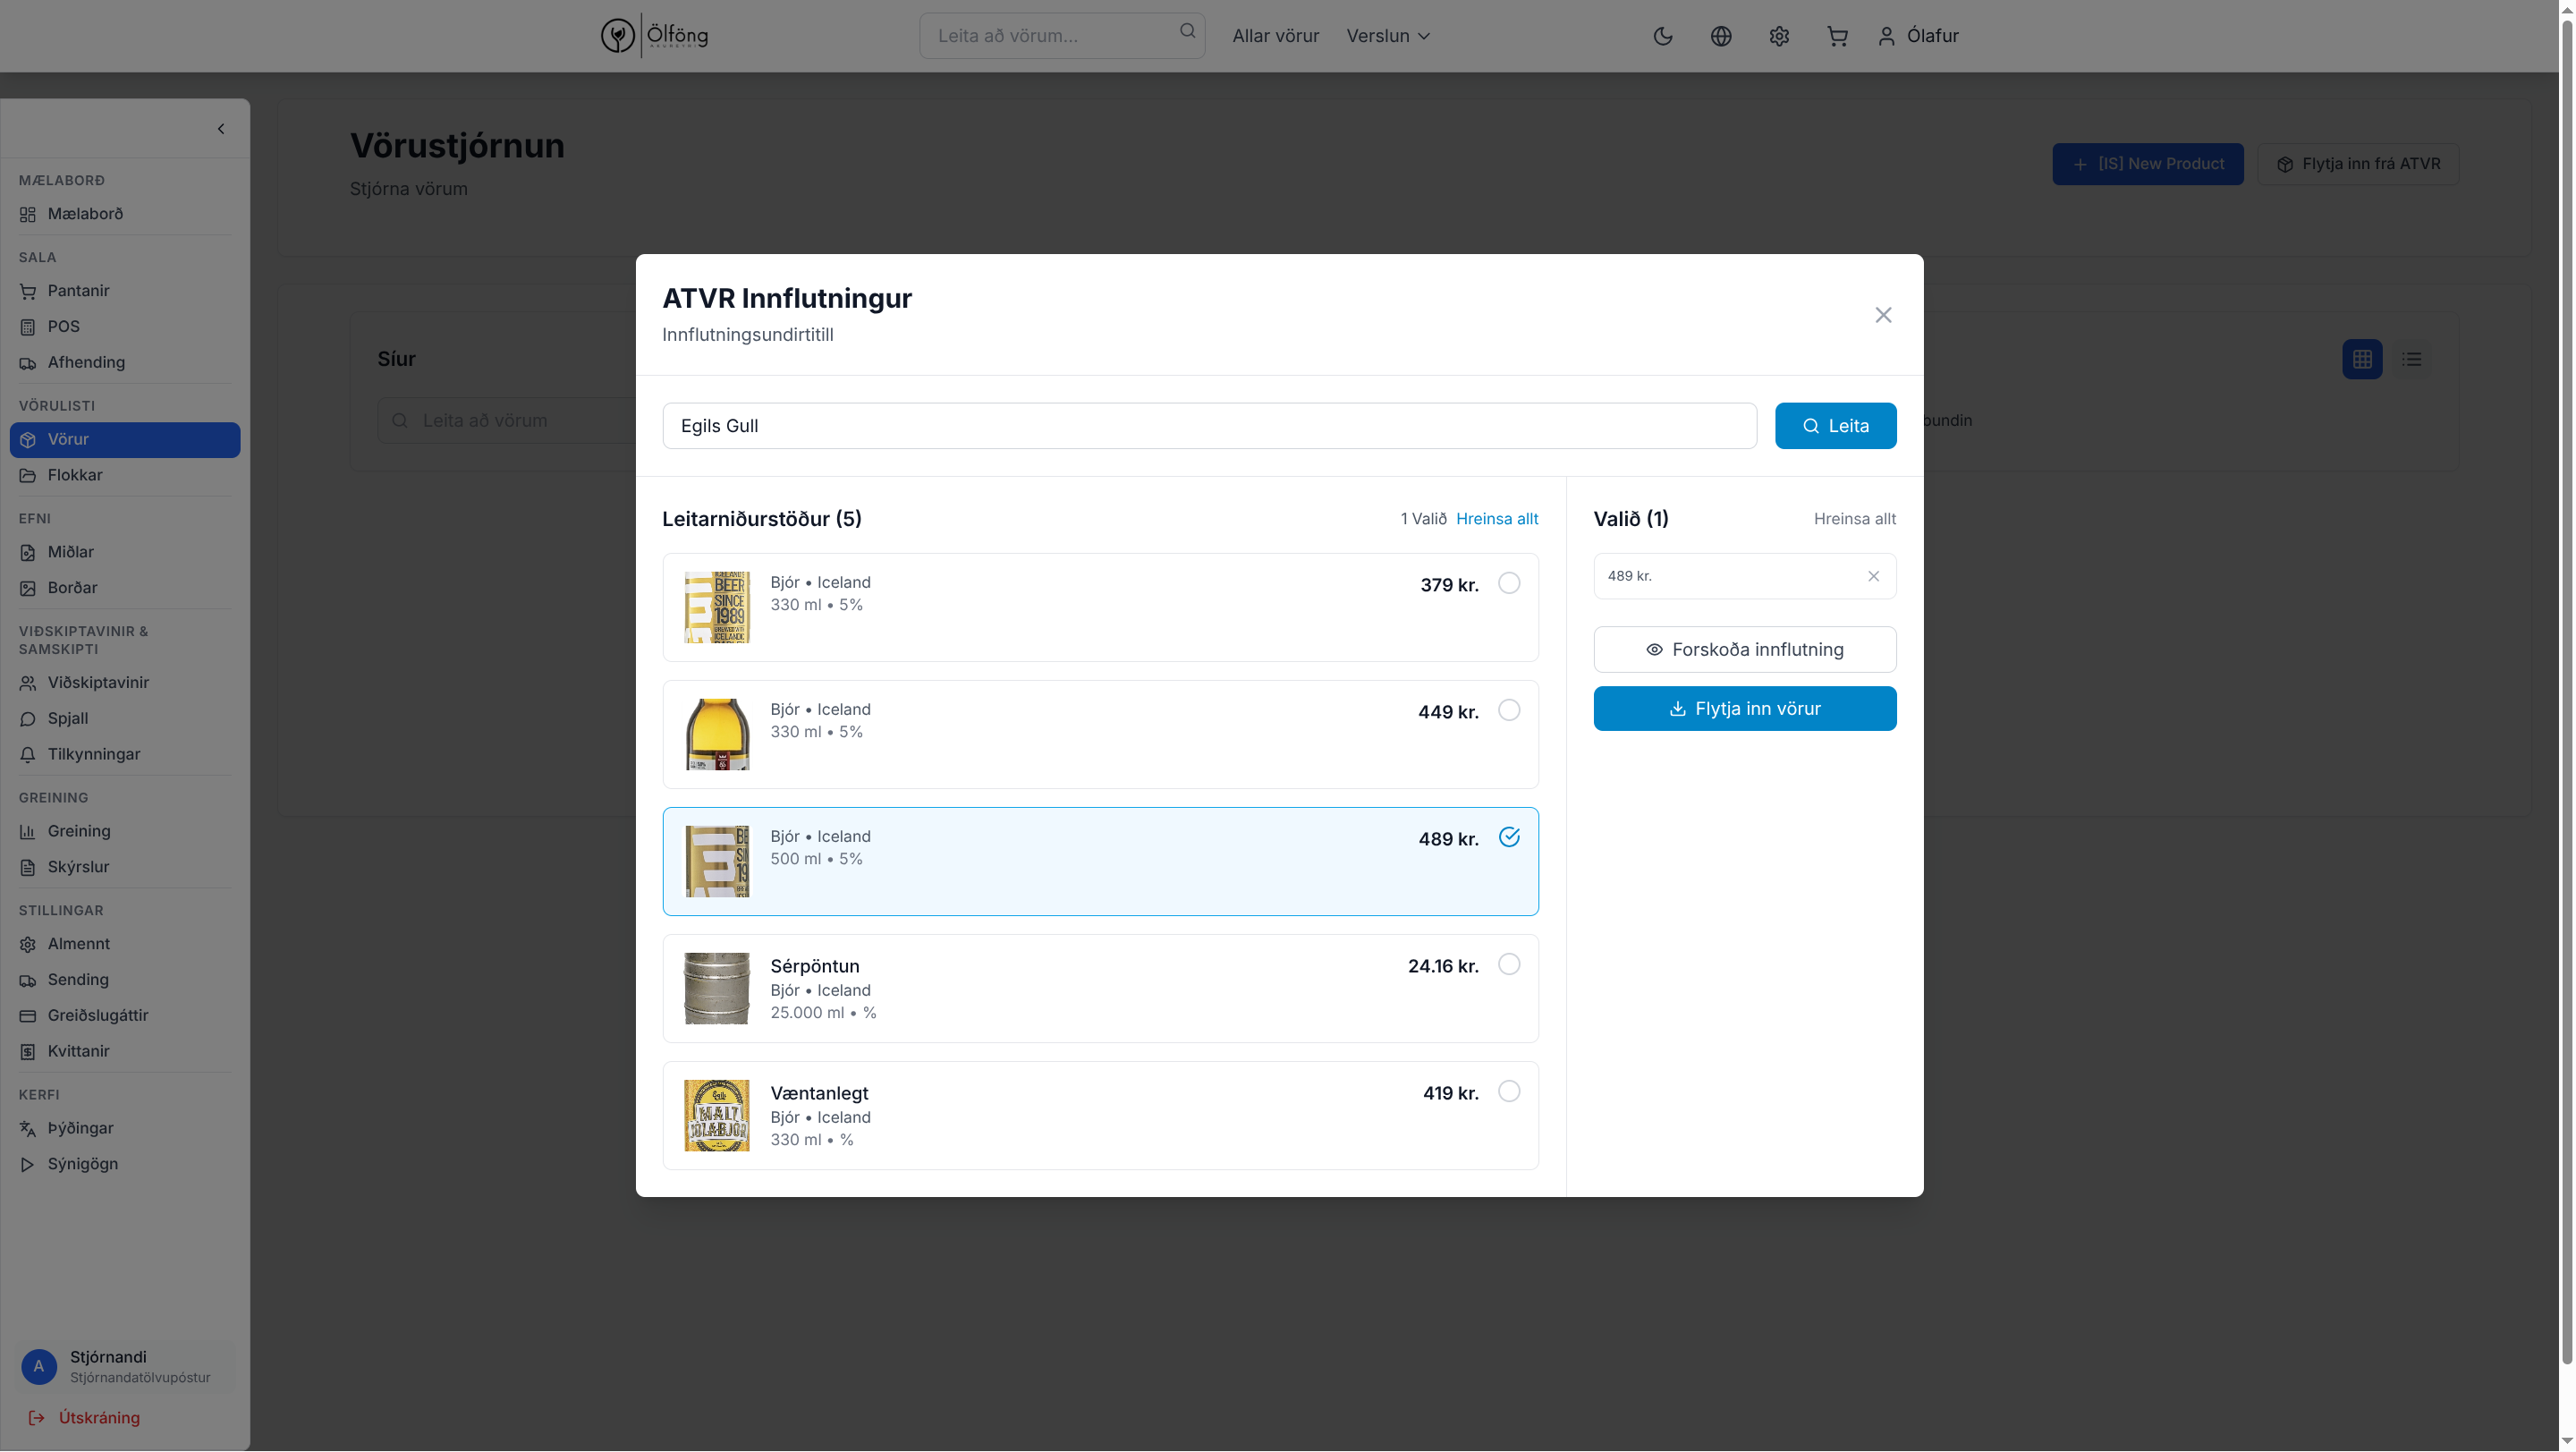 Ölföng
Leita að vörum...
Allar vörur
Verslun
Ólafur
MÆLABORÐ
Mælaborð
SALA
Pantanir
POS
Afhending
VÖRULISTI
Vörur
Flokkar
EFNI
Miðlar
Borðar
VIÐSKIPTAVINIR &
SAMSKIPTI
Viðskiptavinir
Spjall
Tilkynningar
GREINING
Greining
Skýrslur
STILLINGAR
Almennt
Sending
Greiðslugáttir
Kvittanir
KERFI
Þýðingar
Sýnigögn
A
Stjórnandi
Stjórnandatölvupóstur
Útskráning
Vörustjórnun
Stjórna vörum
[IS] New Product
Flytja inn frá ATVR
Síur
Leita að vörum
bundin
ATVR Innflutningur
Innflutningsundirtitill
Egils Gull
Leita
Leitarniðurstöður (5)
1 Valið Hreinsa allt
BEER
SINCE
1989
Bjór • Iceland
330 ml • 5%
379 kr.
Bjór • Iceland
330 ml • 5%
449 kr.
Bjór • Iceland
500 ml • 5%
489 kr.
Sérpöntun
Bjór • Iceland
25.000 ml • %
24.16 kr.
MALT
Væntanlegt
Bjór • Iceland
330 ml • %
419 kr.
Valið (1)
Hreinsa allt
489 kr.
Forskoða innflutning
Flytja inn vörur